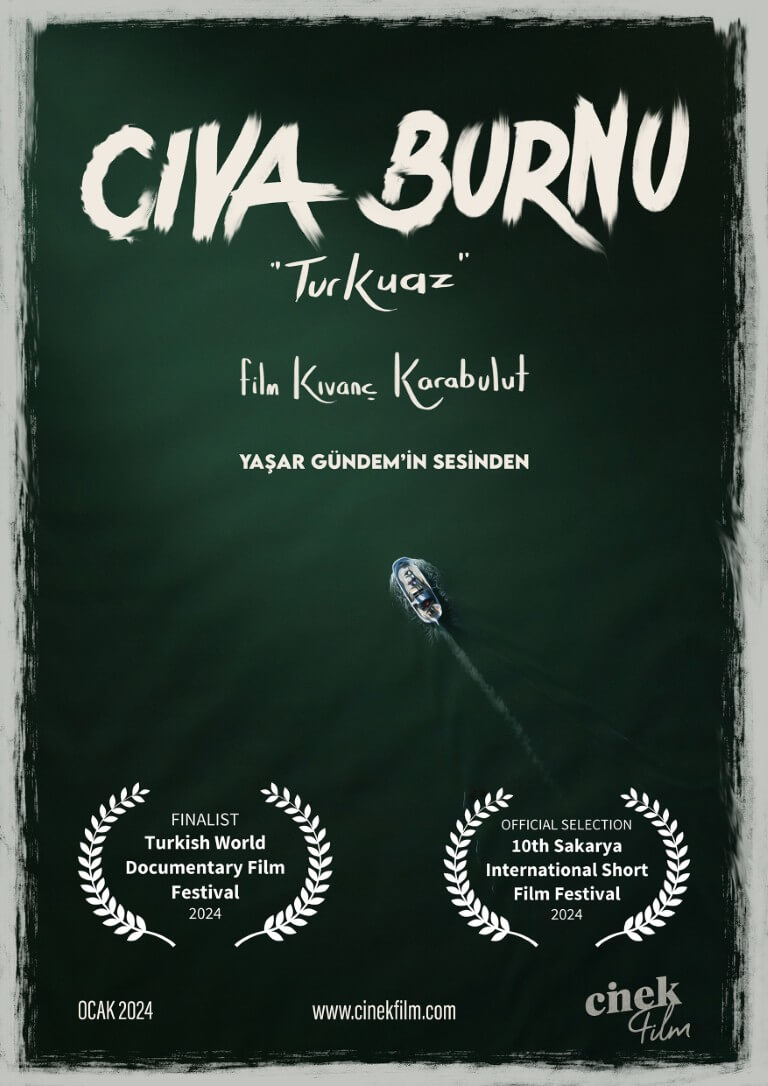 CIVA BURNU
"Turkuaz"
film Kıvanç Karabulut
YAŞAR GÜNDEM'İN SESİNDEN
FINALIST
Turkish World
Documentary Film
Festival
2024
OFFICIAL SELECTION
10th Sakarya
International Short
Film Festival
2024
OCAK 2024
www.cinekfilm.com
cinek
Film